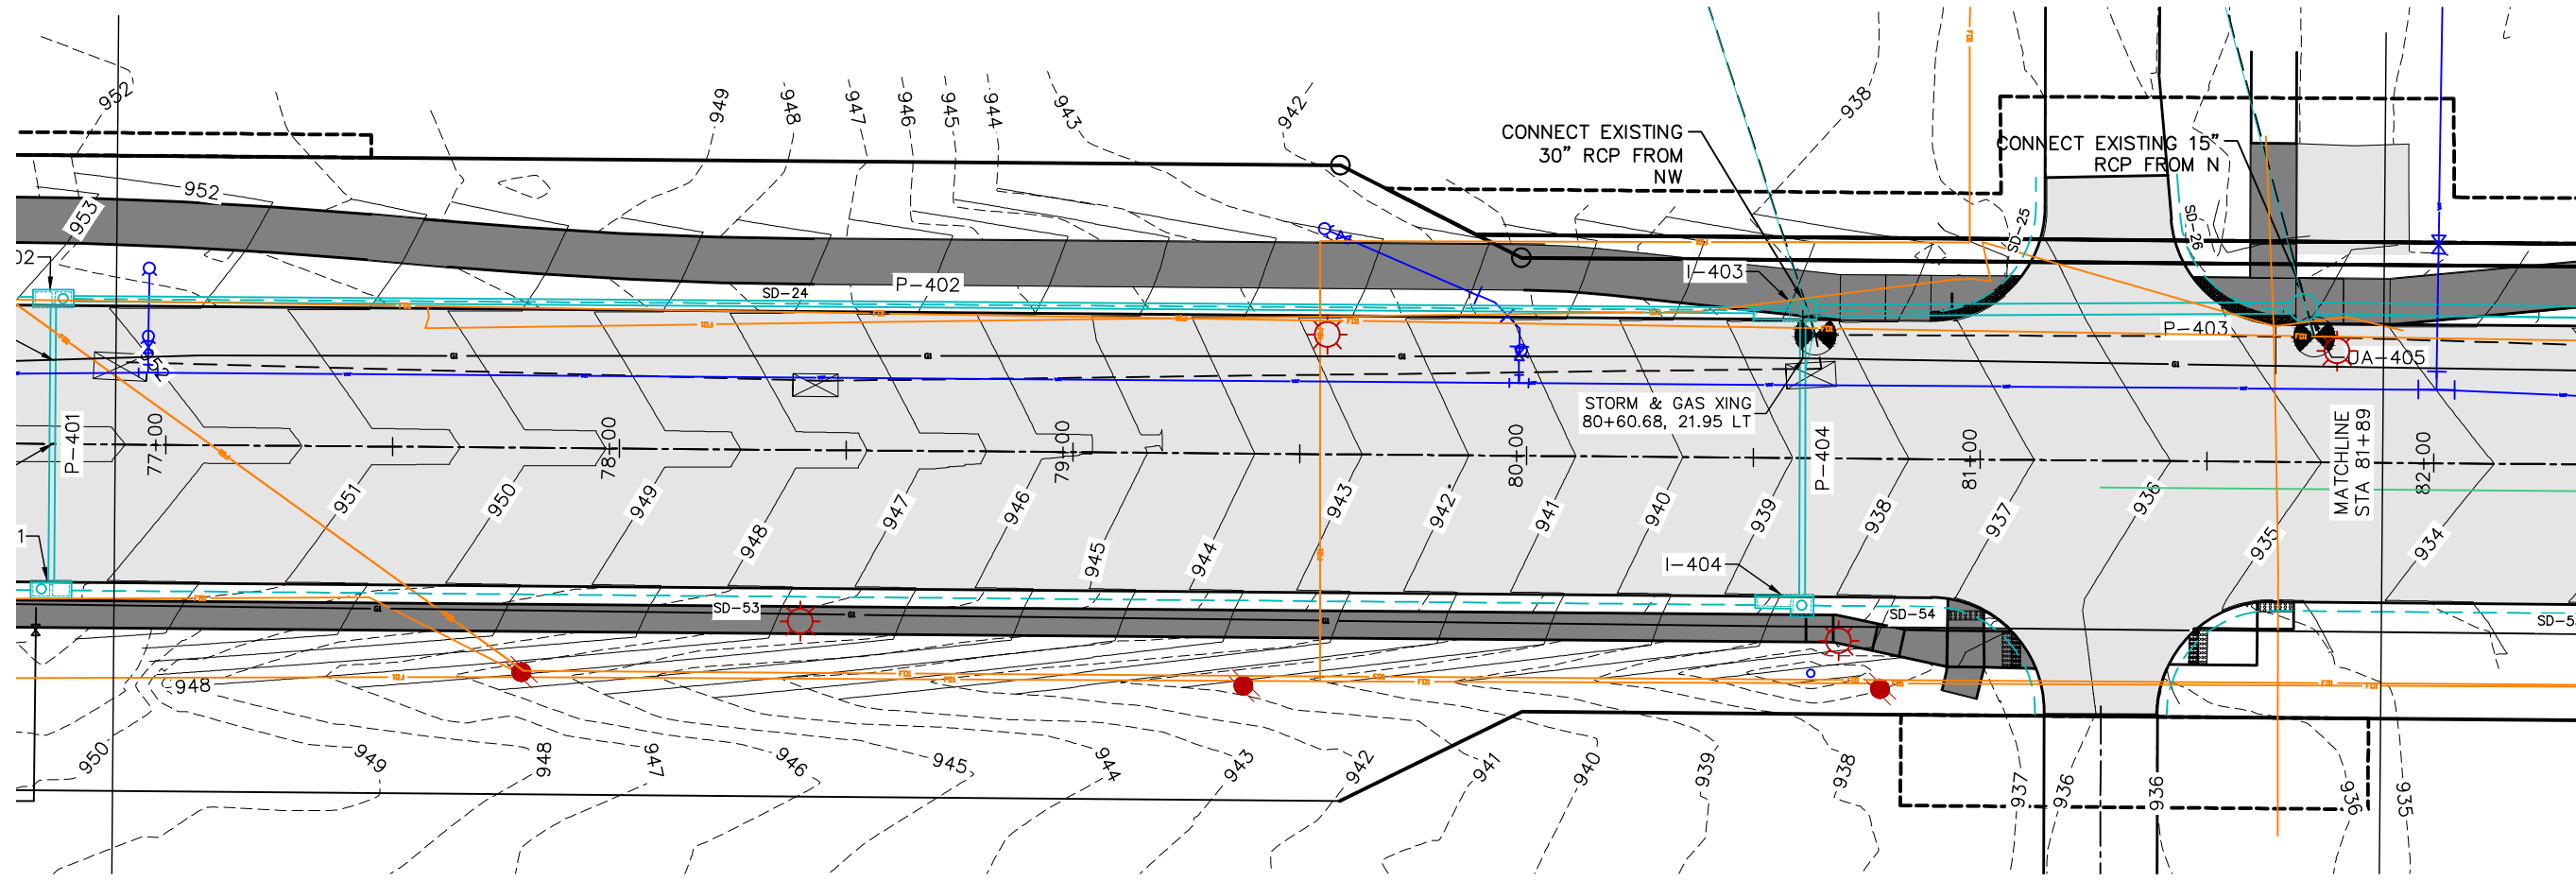 952
949
948
947
946
945
944
943
942
938
CONNECT EXISTING
30” RCP FROM
NW
CONNECT EXISTING 15”
RCP FROM N
952
953
SD-25
SD-26
02
I-403
P-402
SD-24
P-403
JA-405
952
STORM & GAS XING
80+60.68, 21.95 LT
P-401
77+00
78+00
79+00
80+00
P-404
81+00
MATCHLINE
STA 81+89
82+00
951
950
949
948
947
946
945
944
943
942
941
940
939
938
937
936
935
934
1
I-404
SD-53
SD-54
SD-5
948
950
949
948
947
946
945
944
943
942
941
940
939
938
937
936
936
936
935